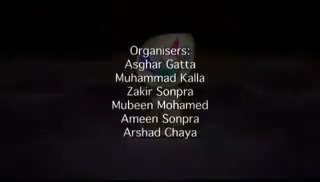 Organisers:
Asghar Gatta
Muhammad Kalla
Zakir Sonpra
Mubeen Mohamed
Ameen Sonpra
Arshad Chaya